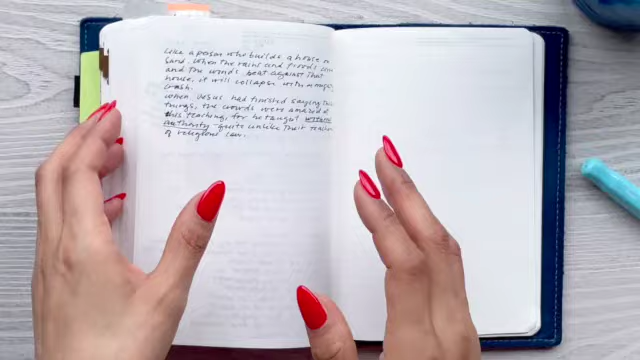 like a person who builds a house on
sand. When the rains and floods come
and the winds beat against that
house, it will collapse with a mighty
crash.
When Jesus had finished saying these
things, the crowds were amazed at
his teaching, for he taught with
authority - quite unlike their teachers
of religious law.